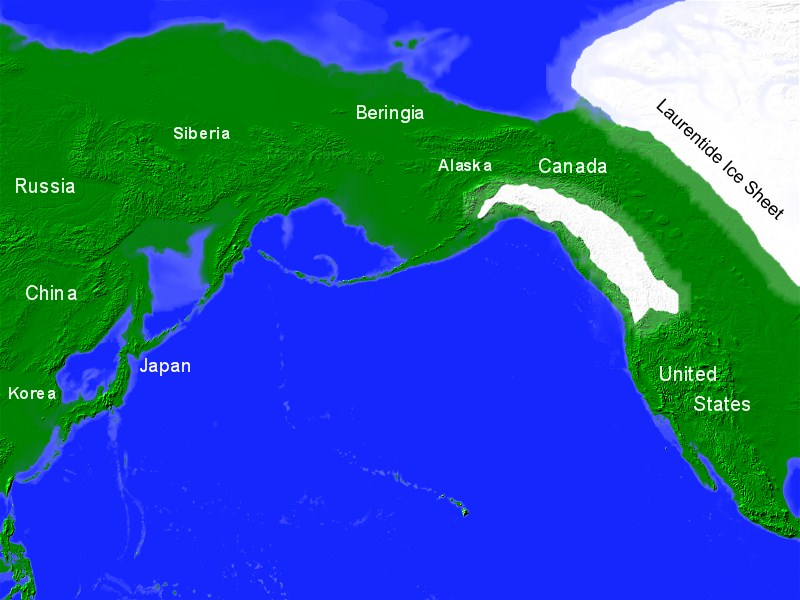 Beringia
Siberia
Laurentide Ice Sheet
Alaska
Canada
Russia
China
Japan
United
States
Korea